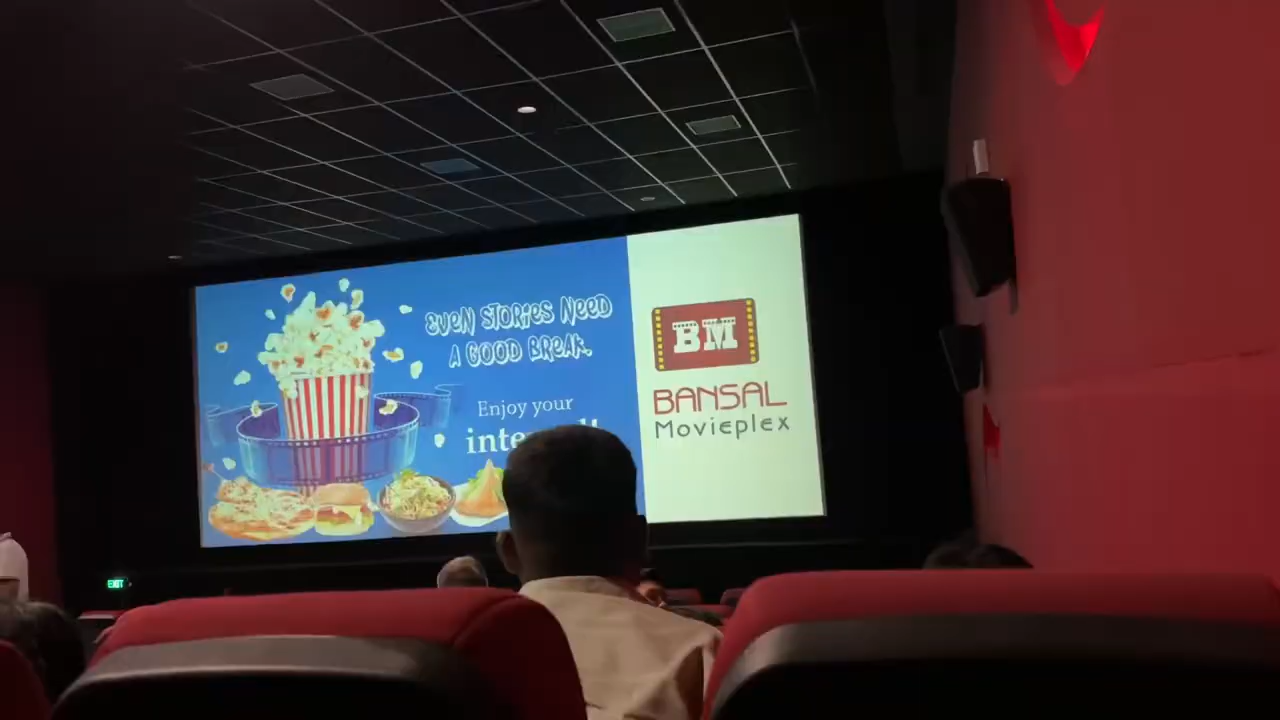 EVEN STORIES NEED
A GOOD BREAK.
Enjoy your
BM
BANSAL
Movieplex
EXIT